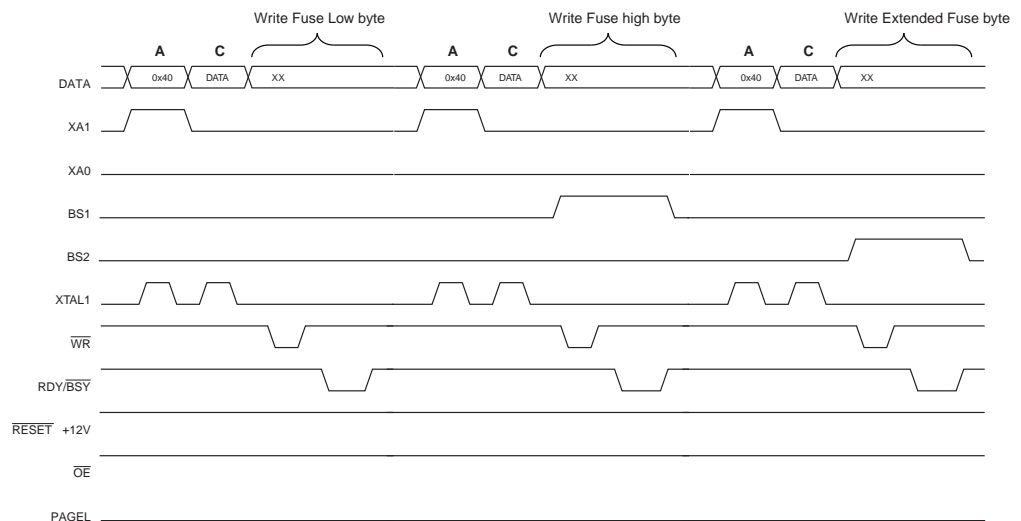 Write Fuse Low byte Write Fuse high byte Write Extended Fuse byte
A C A C A C
DATA 0x40 DATA XX 0x40 DATA XX 0x40 DATA XX
XA1
XA0
BS1
BS2
XTAL1
WR
RDY/BSY
RESET +12V
OE
PAGEL